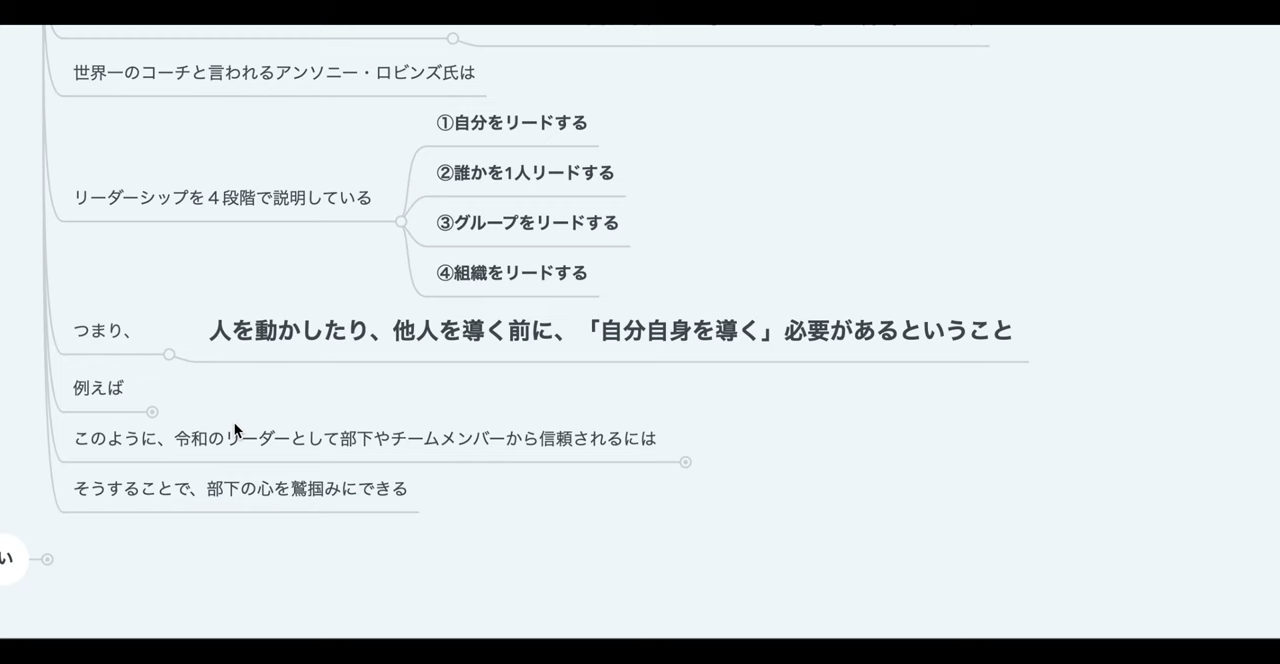 世界一のコーチと言われるアンソニー・ロビンズ氏は
リーダーシップを４段階で説明している
①自分をリードする
②誰かを1人リードする
③グループをリードする
④組織をリードする
つまり、
人を動かしたり、他人を導く前に、「自分自身を導く」必要があるということ
例えば
このように、令和のリーダーとして部下やチームメンバーから信頼されるには
そうすることで、部下の心を鷲掴みにできる
い